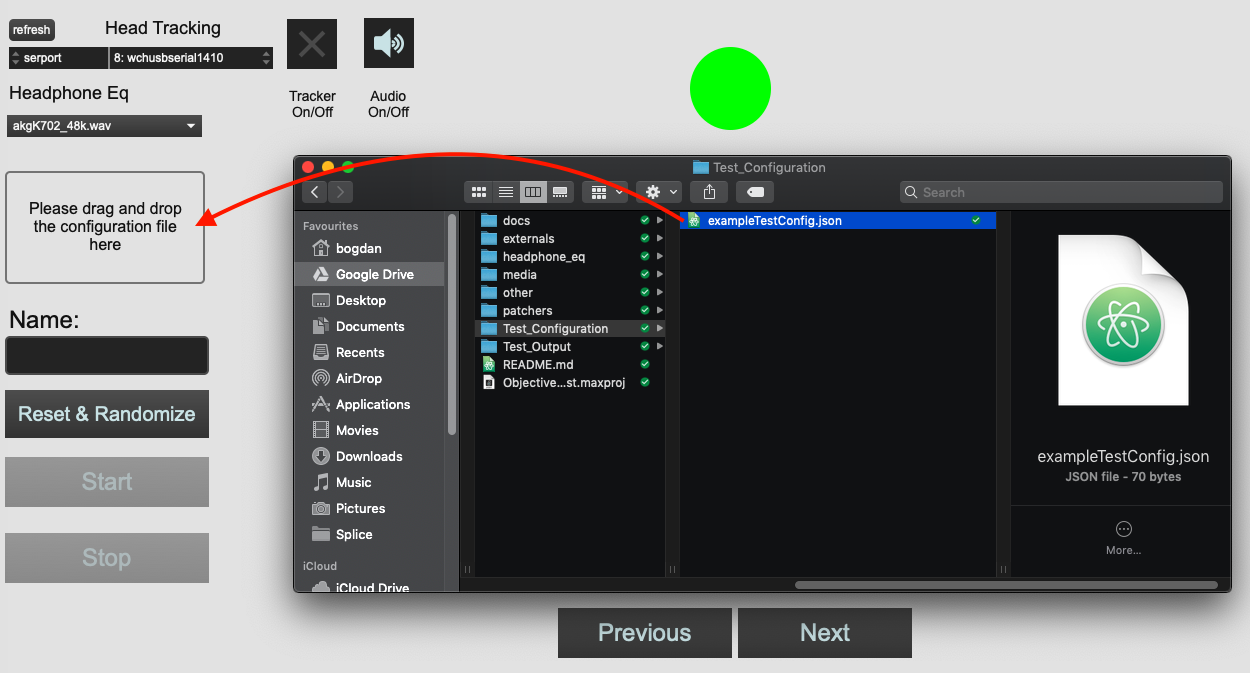 refresh
Head Tracking
serport
8: wchusbserial1410
Headphone Eq
akgK702_48k.wav
Tracker
On/Off
Audio
On/Off
Please drag and drop
the configuration file
here
Name:
Reset & Randomize
Start
Stop
Test_Configuration
Search
Favourites
bogdan
Google Drive
Desktop
Documents
Recents
AirDrop
Applications
Movies
Downloads
Music
Pictures
Splice
iCloud
iCloud Drive
docs
externals
headphone_eq
media
other
patchers
Test_Configuration
Test_Output
README.md
Objective...st.maxproj
exampleTestConfig.json
exampleTestConfig.json
JSON file - 70 bytes
More...
Previous
Next